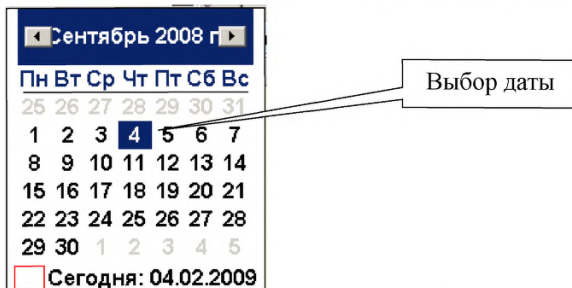 Сентябрь 2008 г
Пн Вт Ср Чт Пт Сб Вс
25 26 27 28 29 30 31
1 2 3 4 5 6 7
8 9 10 11 12 13 14
15 16 17 18 19 20 21
22 23 24 25 26 27 28
29 30 1 2 3 4 5
Сегодня: 04.02.2009
Выбор даты